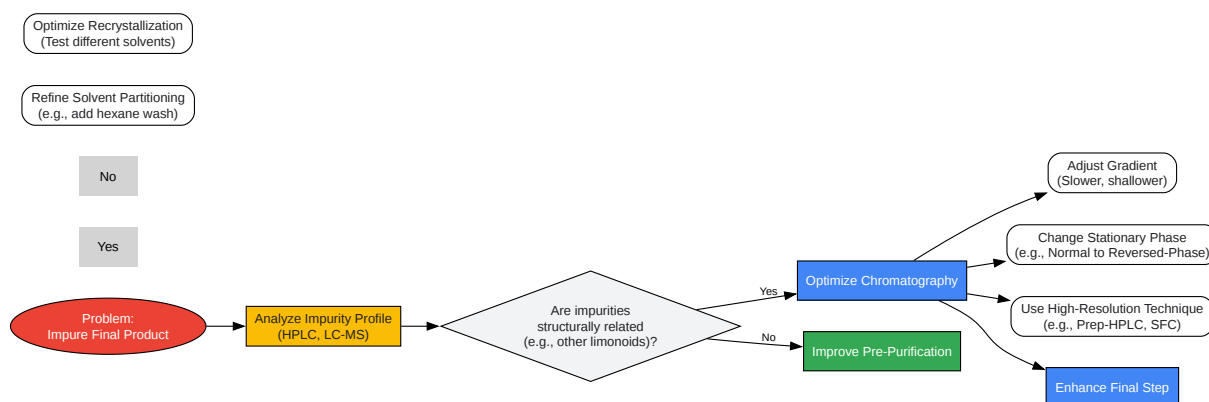 Optimize Recrystallization
(Test different solvents)
Refine Solvent Partitioning
(e.g., add hexane wash)
No
Yes
Problem:
Impure Final Product
Analyze Impurity Profile
(HPLC, LC-MS)
Are impurities
structurally related
(e.g., other limonoids)?
Yes
No
Optimize Chromatography
Improve Pre-Purification
Adjust Gradient
(Slower, shallower)
Change Stationary Phase
(e.g., Normal to Reversed-Phase)
Use High-Resolution Technique
(e.g., Prep-HPLC, SFC)
Enhance Final Step